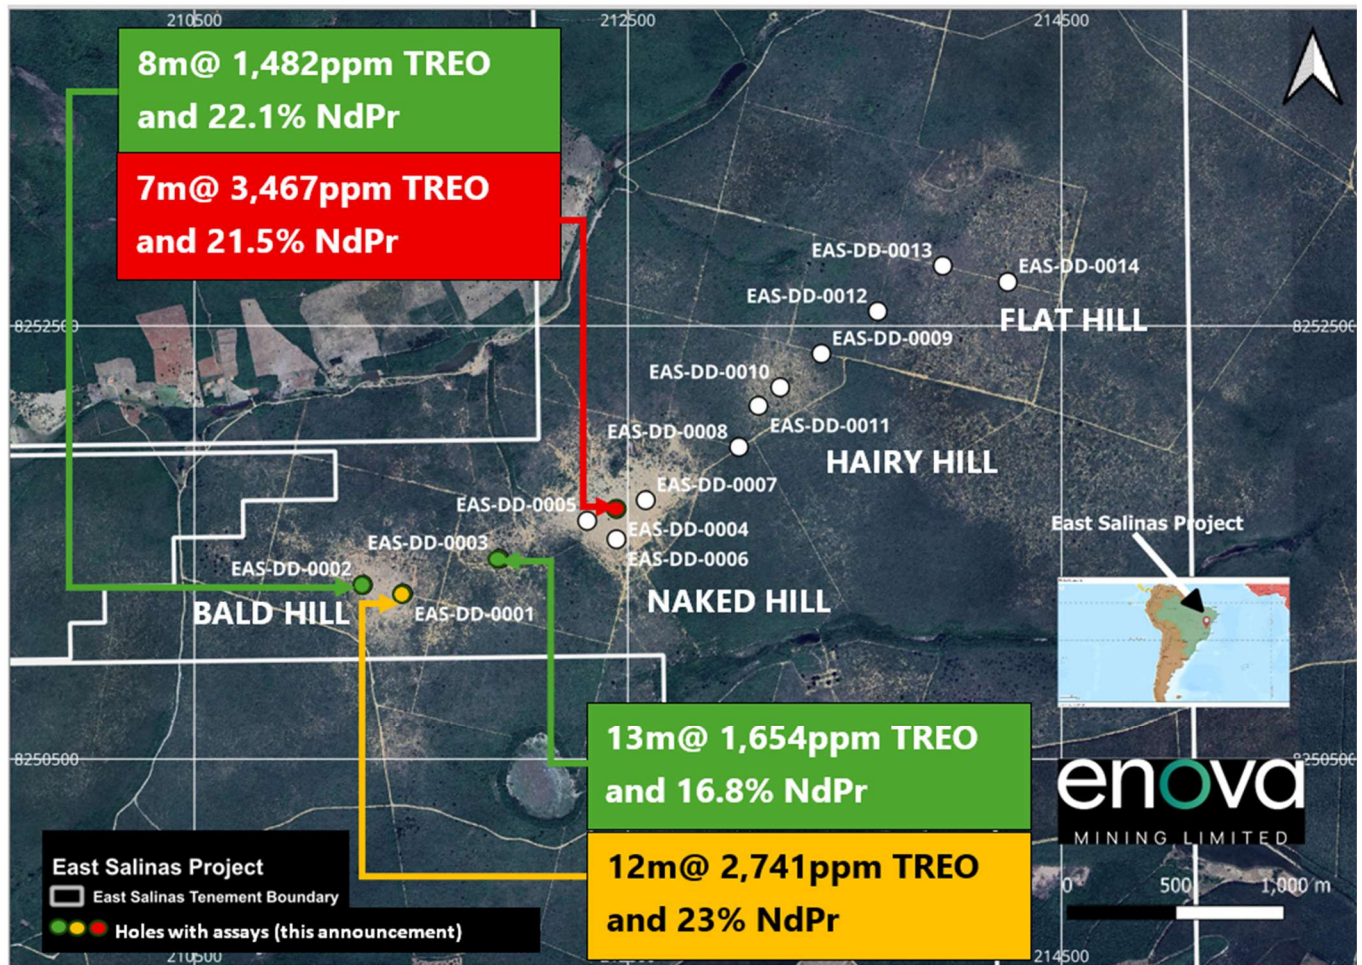 210500
212500
214500
8m@ 1,482ppm TREO
and 22.1% NdPr
7m@ 3,467ppm TREO
and 21.5% NdPr
EAS-DD-0013
EAS-DD-0014
EAS-DD-0012
FLAT HILL
8252500
8252500
EAS-DD-0009
EAS-DD-0010
EAS-DD-0011
EAS-DD-0008
HAIRY HILL
EAS-DD-0007
EAS-DD-0005
EAS-DD-0004
EAS-DD-0003
EAS-DD-0006
EAS-DD-0002
EAS-DD-0001
BALD HILL
NAKED HILL
East Salinas Project
13m@ 1,654ppm TREO
and 16.8% NdPr
8250500
8250500
enova
MINING LIMITED
12m@ 2,741ppm TREO
and 23% NdPr
East Salinas Project
East Salinas Tenement Boundary
Holes with assays (this announcement)
0
500
1,000 m
210500
214500